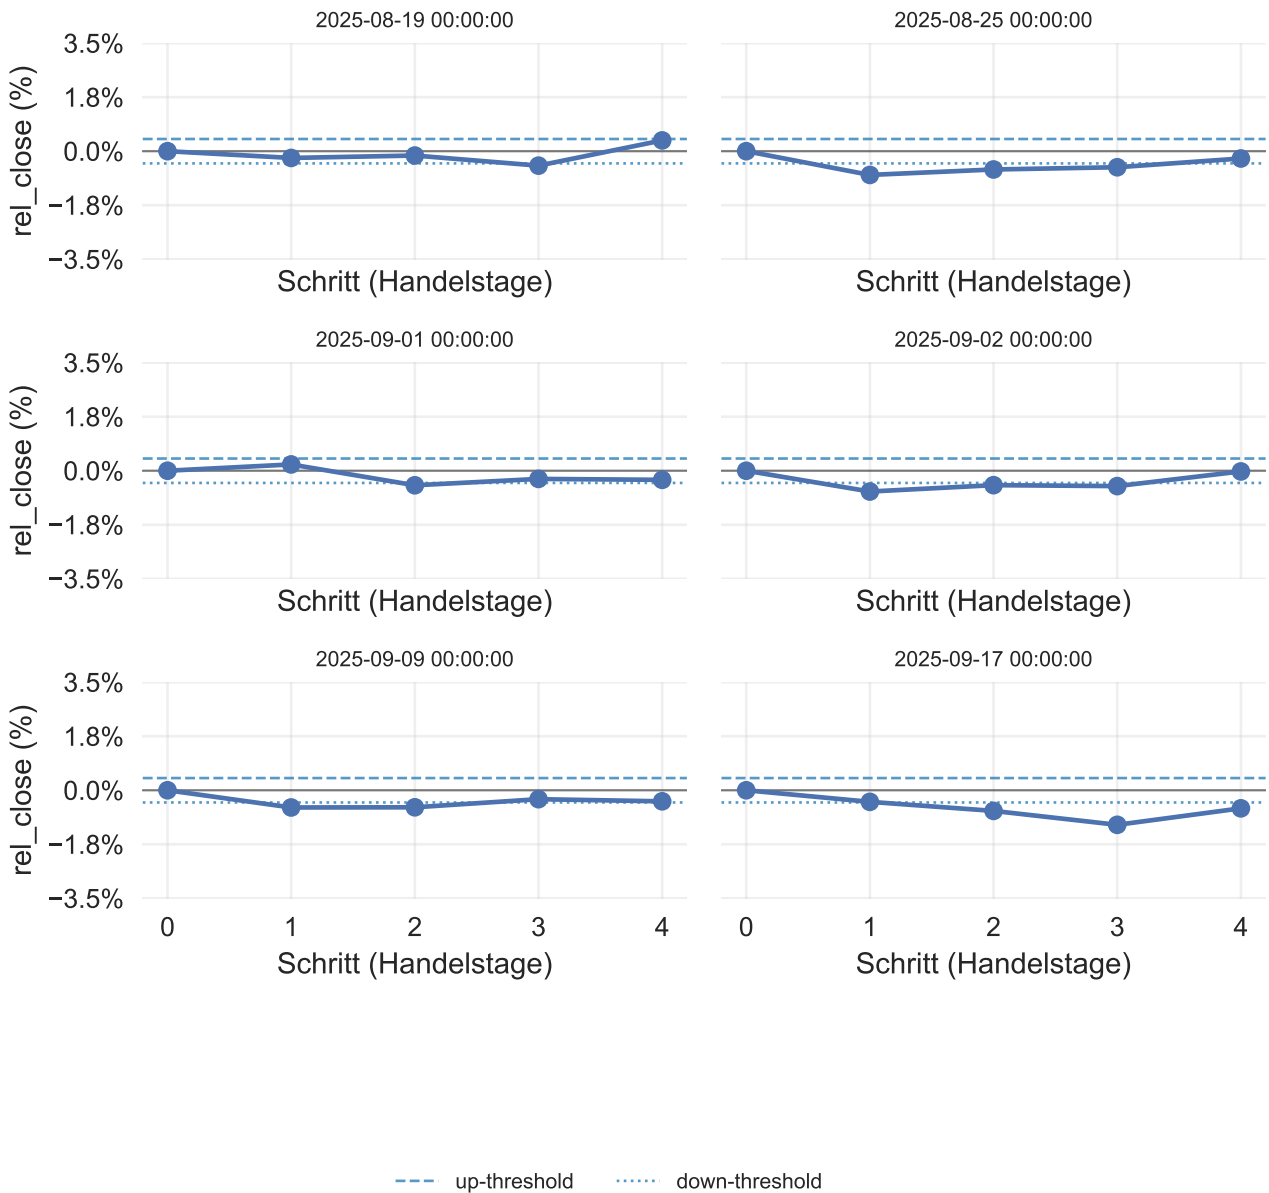 2025-08-19 00:00:00
2025-08-25 00:00:00
rel_close (%)
3.5%
1.8%
0.0%
−1.8%
−3.5%
Schritt (Handelstage)
Schritt (Handelstage)
2025-09-01 00:00:00
2025-09-02 00:00:00
rel_close (%)
3.5%
1.8%
0.0%
−1.8%
−3.5%
Schritt (Handelstage)
Schritt (Handelstage)
2025-09-09 00:00:00
2025-09-17 00:00:00
rel_close (%)
3.5%
1.8%
0.0%
−1.8%
−3.5%
0 1 2 3 4
0 1 2 3 4
Schritt (Handelstage)
Schritt (Handelstage)
up-threshold down-threshold